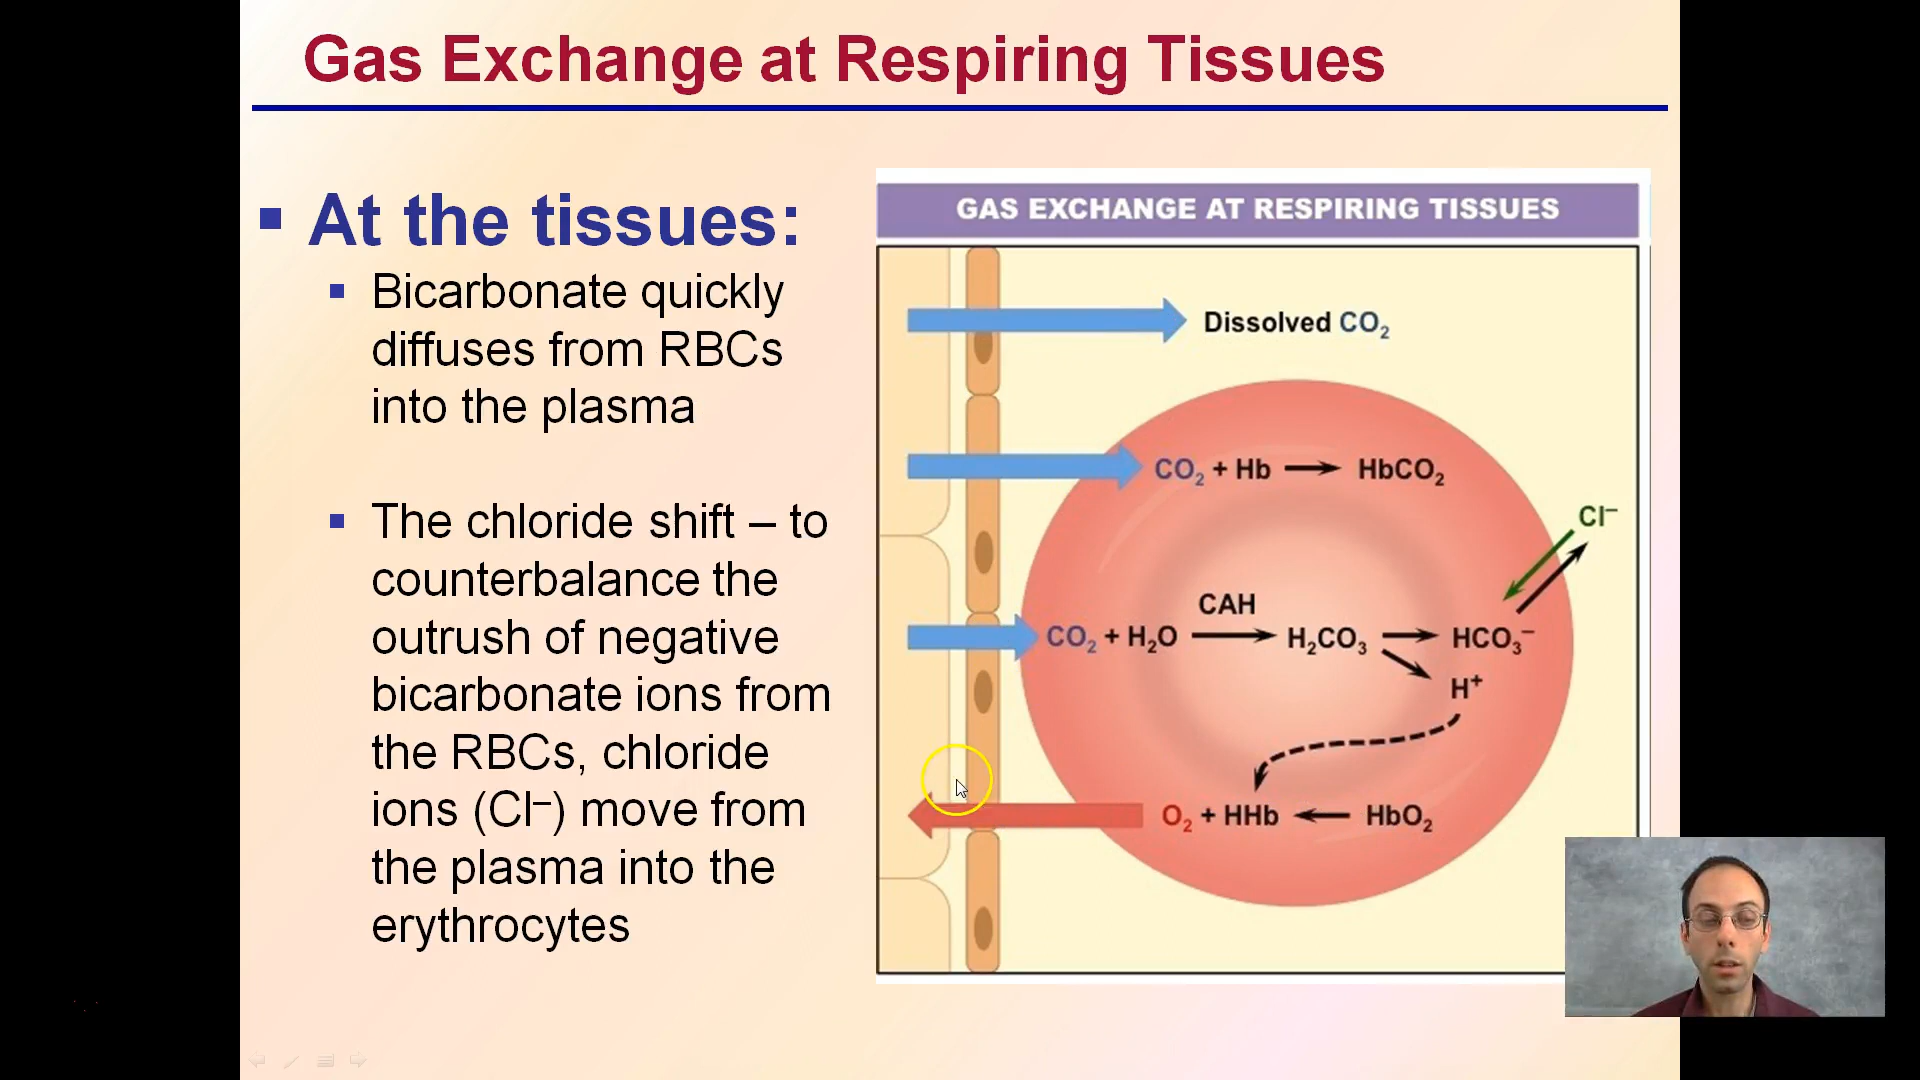 Gas Exchange at Respiring Tissues
At the tissues:
Bicarbonate quickly
diffuses from RBCs
into the plasma
The chloride shift – to
counterbalance the
outrush of negative
bicarbonate ions from
the RBCs, chloride
ions (Cl–) move from
the plasma into the
erythrocytes
GAS EXCHANGE AT RESPIRING TISSUES
Dissolved CO₂
CO₂ + Hb → HbCO₂
Cl⁻
CAH
CO₂ + H₂O → H₂CO₃ → HCO₃⁻
H⁺
O₂ + HHb ← HbO₂